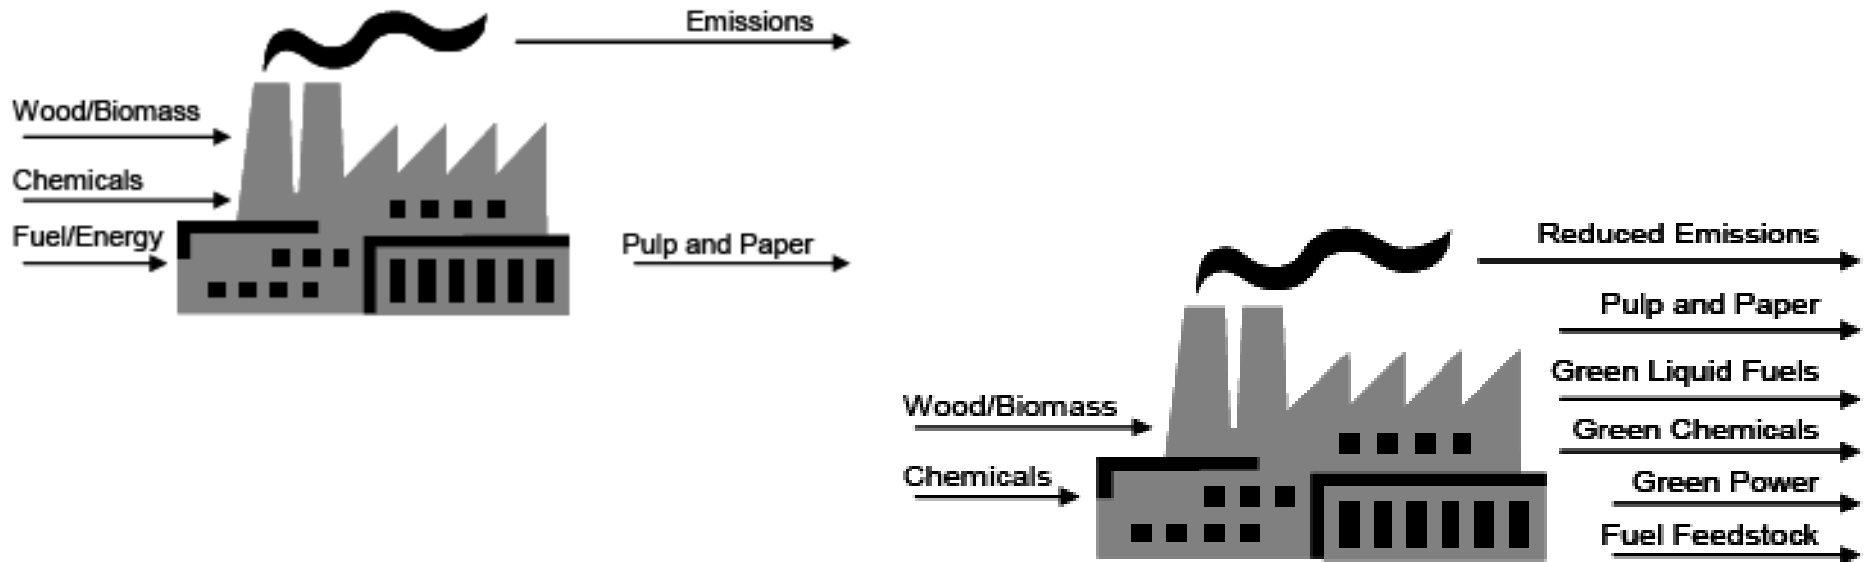 Emissions
Wood/Biomass
Chemicals
Fuel/Energy
Pulp and Paper
Reduced Emissions
Pulp and Paper
Green Liquid Fuels
Wood/Biomass
Green Chemicals
Chemicals
Green Power
Fuel Feedstock